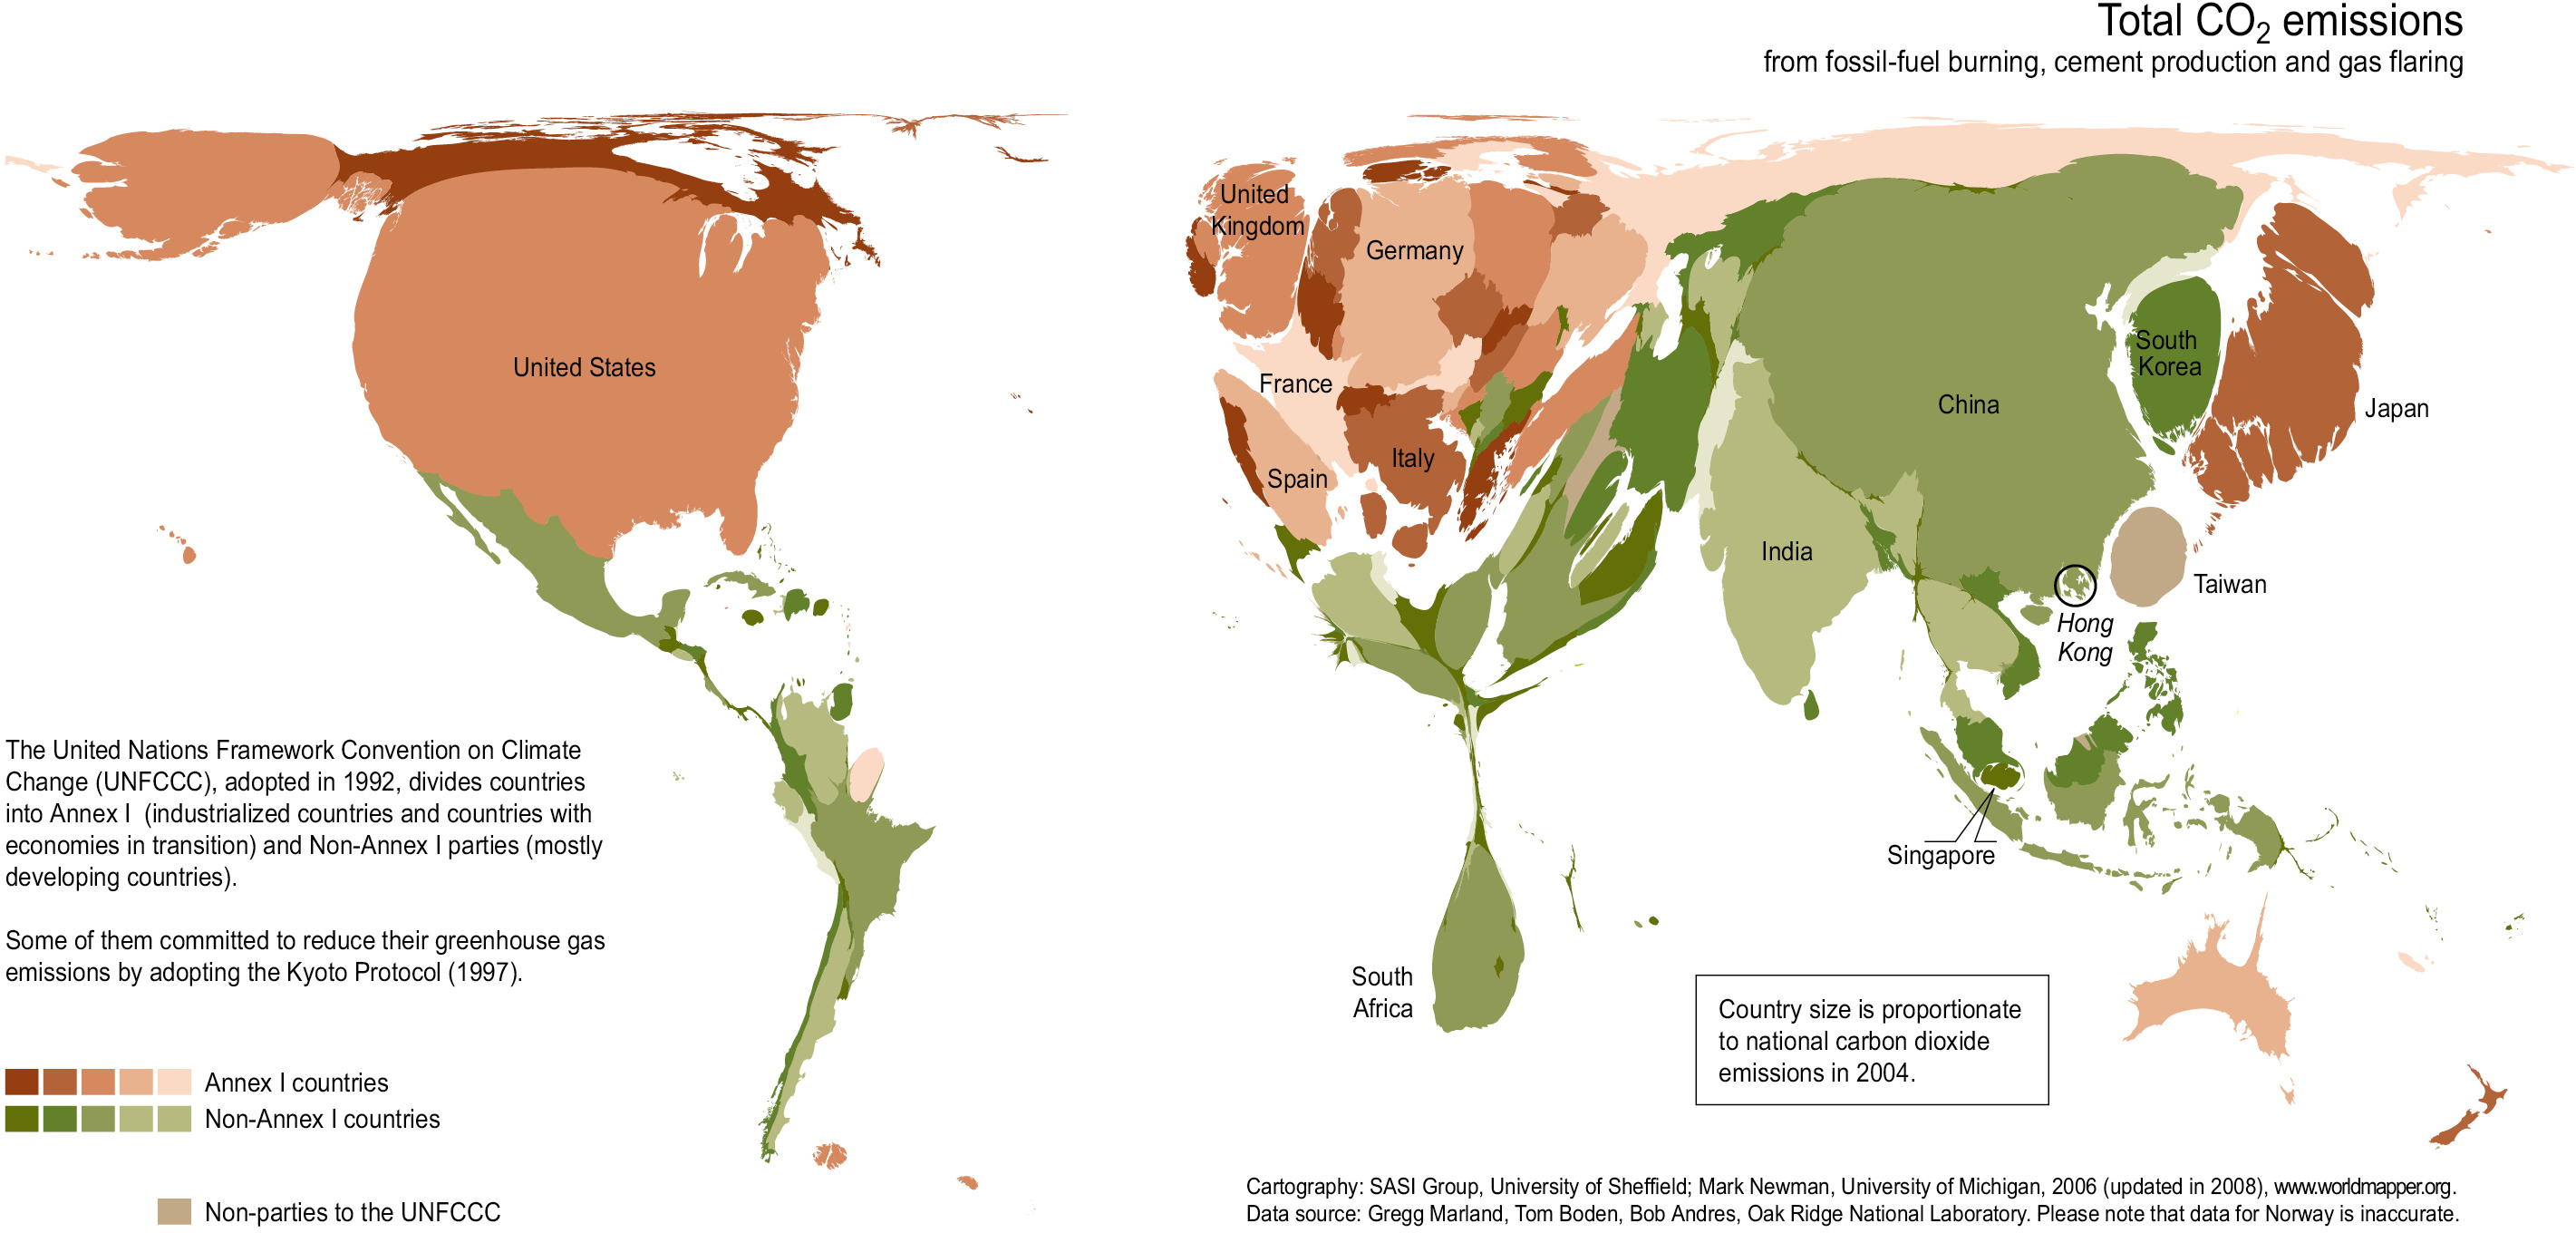 Total CO₂ emissions
from fossil-fuel burning, cement production and gas flaring
United
Kingdom
Germany
United States
France
Spain
Italy
China
South
Korea
Japan
India
Taiwan
Hong
Kong
Singapore
South
Africa
The United Nations Framework Convention on Climate
Change (UNFCCC), adopted in 1992, divides countries
into Annex I (industrialized countries and countries with
economies in transition) and Non-Annex I parties (mostly
developing countries).
Some of them committed to reduce their greenhouse gas
emissions by adopting the Kyoto Protocol (1997).
Annex I countries
Non-Annex I countries
Non-parties to the UNFCCC
Country size is proportionate
to national carbon dioxide
emissions in 2004.
Cartography: SASI Group, University of Sheffield; Mark Newman, University of Michigan, 2006 (updated in 2008), www.worldmapper.org.
Data source: Gregg Marland, Tom Boden, Bob Andres, Oak Ridge National Laboratory. Please note that data for Norway is inaccurate.